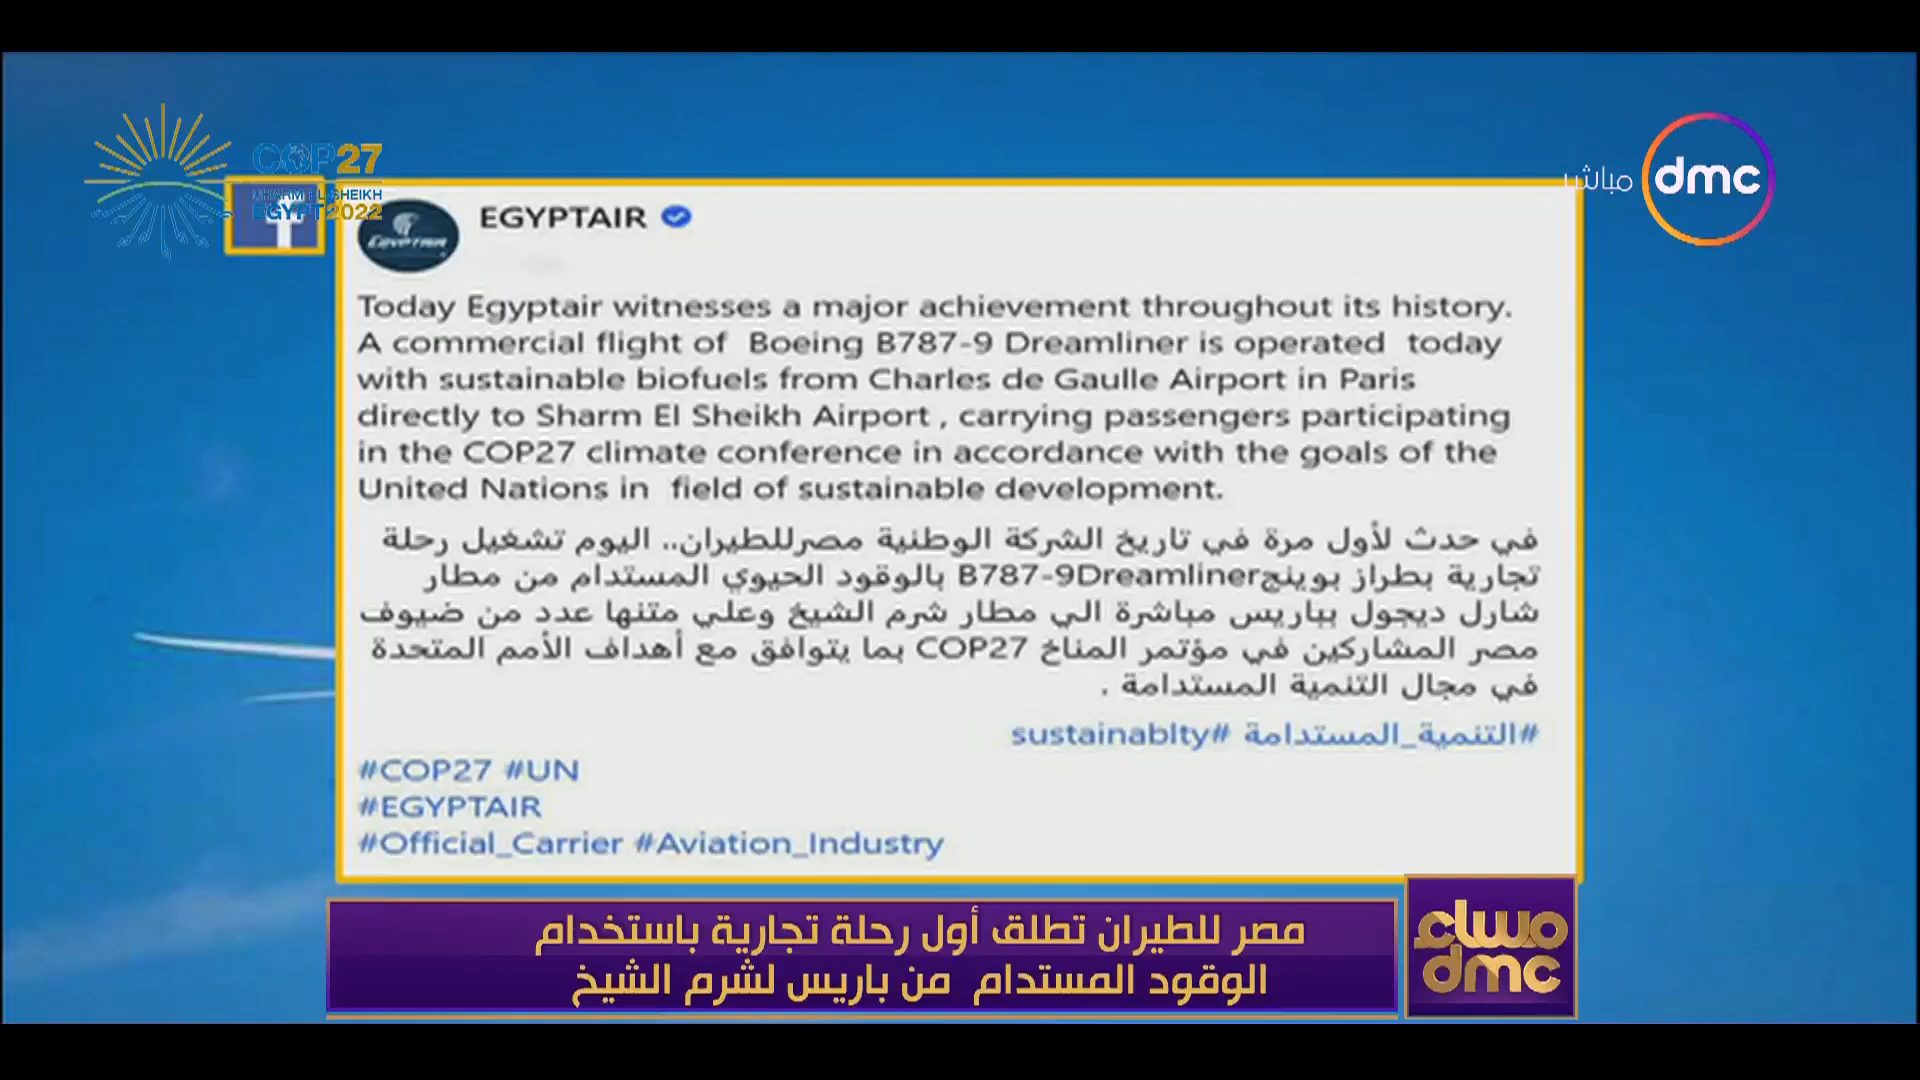 COP27
SHARM EL-SHEIKH
EGYPT2022
مباشر
dmc
EGYPTAIR
EGYPTAIR
Today Egyptair witnesses a major achievement throughout its history.
A commercial flight of Boeing B787-9 Dreamliner is operated today
with sustainable biofuels from Charles de Gaulle Airport in Paris
directly to Sharm El Sheikh Airport , carrying passengers participating
in the COP27 climate conference in accordance with the goals of the
United Nations in field of sustainable development.
في حدث لأول مرة في تاريخ الشركة الوطنية مصرللطيران.. اليوم تشغيل رحلة
تجارية بطراز بوينجB787-9Dreamliner بالوقود الحيوي المستدام من مطار
شارل ديجول بباريس مباشرة الي مطار شرم الشيخ وعلي متنها عدد من ضيوف
مصر المشاركين في مؤتمر المناخ COP27 بما يتوافق مع أهداف الأمم المتحدة
في مجال التنمية المستدامة .
#التنمية_المستدامة #sustainablty
#COP27 #UN
#EGYPTAIR
#Official_Carrier #Aviation_Industry
مصر للطيران تطلق أول رحلة تجارية باستخدام
الوقود المستدام من باريس لشرم الشيخ
مساء
dmc